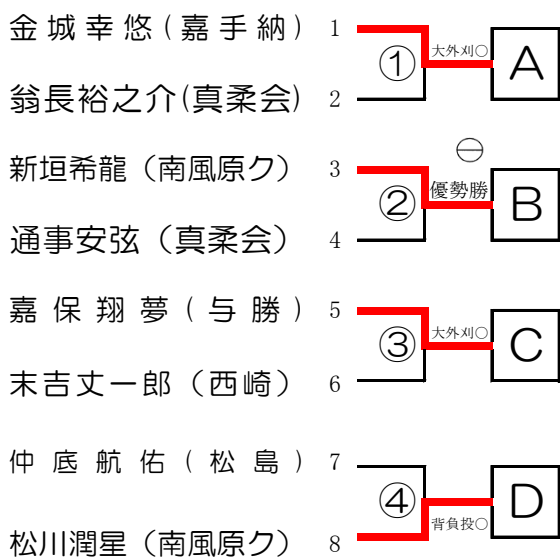 金城幸悠(嘉手納) 1
① 大外刈○ A
翁長裕之介(真柔会) 2
新垣希龍（南風原ク） 3
⊖
② 優勢勝 B
通事安弦（真柔会） 4
嘉保翔夢(与勝) 5
③ 大外刈○ C
末吉丈一郎（西崎） 6
仲底航佑(松島) 7
④ 背負投○ D
松川潤星（南風原ク） 8